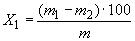 X₁ = (m₁ − m₂) · 100 / m